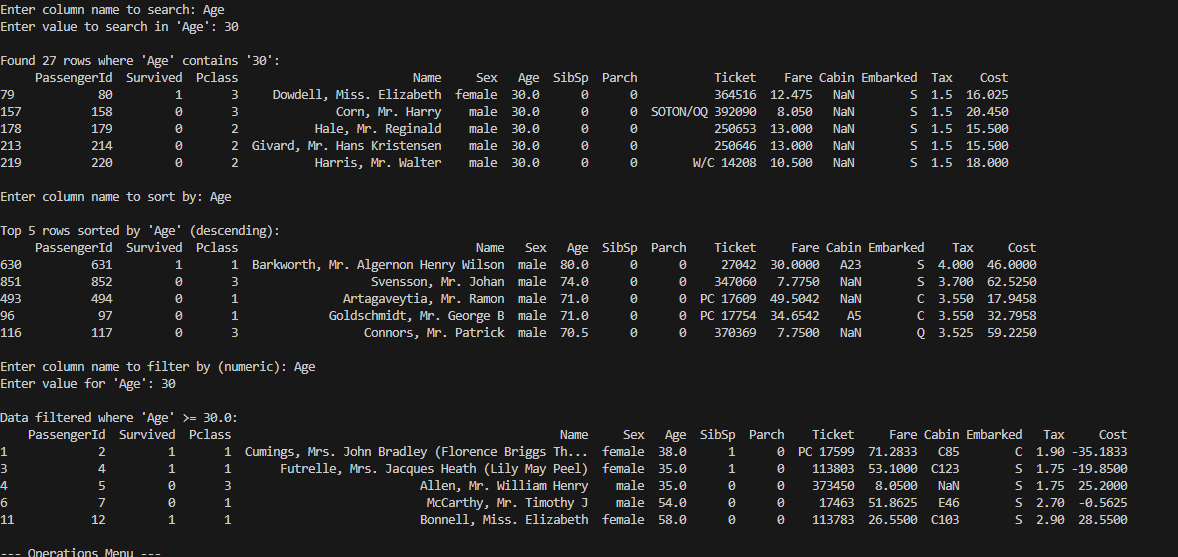 Enter column name to search: Age
Enter value to search in 'Age': 30
Found 27 rows where 'Age' contains '30':
PassengerId Survived Pclass Name Sex Age SibSp Parch Ticket Fare Cabin Embarked Tax Cost
79 80 1 3 Dowdell, Miss. Elizabeth female 30.0 0 0 364516 12.475 NaN S 1.5 16.025
157 158 0 3 Corn, Mr. Harry male 30.0 0 0 SOTON/OQ 392090 8.050 NaN S 1.5 20.450
178 179 0 2 Hale, Mr. Reginald male 30.0 0 0 250653 13.000 NaN S 1.5 15.500
213 214 0 2 Givard, Mr. Hans Kristensen male 30.0 0 0 250646 13.000 NaN S 1.5 15.500
219 220 0 2 Harris, Mr. Walter male 30.0 0 0 W/C 14208 10.500 NaN S 1.5 18.000
Enter column name to sort by: Age
Top 5 rows sorted by 'Age' (descending):
PassengerId Survived Pclass Name Sex Age SibSp Parch Ticket Fare Cabin Embarked Tax Cost
630 631 1 1 Barkworth, Mr. Algernon Henry Wilson male 80.0 0 0 27042 30.0000 A23 S 4.000 46.0000
851 852 0 3 Svensson, Mr. Johan male 74.0 0 0 347060 7.7750 NaN S 3.700 62.5250
493 494 0 1 Artagaveytia, Mr. Ramon male 71.0 0 0 PC 17609 49.5042 NaN C 3.550 17.9458
96 97 0 1 Goldschmidt, Mr. George B male 71.0 0 0 PC 17754 34.6542 A5 C 3.550 32.7958
116 117 0 3 Connors, Mr. Patrick male 70.5 0 0 370369 7.7500 NaN Q 3.525 59.2250
Enter column name to filter by (numeric): Age
Enter value for 'Age': 30
Data filtered where 'Age' >= 30.0:
PassengerId Survived Pclass Name Sex Age SibSp Parch Ticket Fare Cabin Embarked Tax Cost
1 2 1 1 Cumings, Mrs. John Bradley (Florence Briggs Th... female 38.0 1 0 PC 17599 71.2833 C85 C 1.90 -35.1833
3 4 1 1 Futrelle, Mrs. Jacques Heath (Lily May Peel) female 35.0 1 0 113803 53.1000 C123 S 1.75 -19.8500
4 5 0 3 Allen, Mr. William Henry male 35.0 0 0 373450 8.0500 NaN S 1.75 25.2000
6 7 0 1 McCarthy, Mr. Timothy J male 54.0 0 0 17463 51.8625 E46 S 2.70 -0.5625
11 12 1 1 Bonnell, Miss. Elizabeth female 58.0 0 0 113783 26.5500 C103 S 2.90 28.5500
--- Operations Menu ---